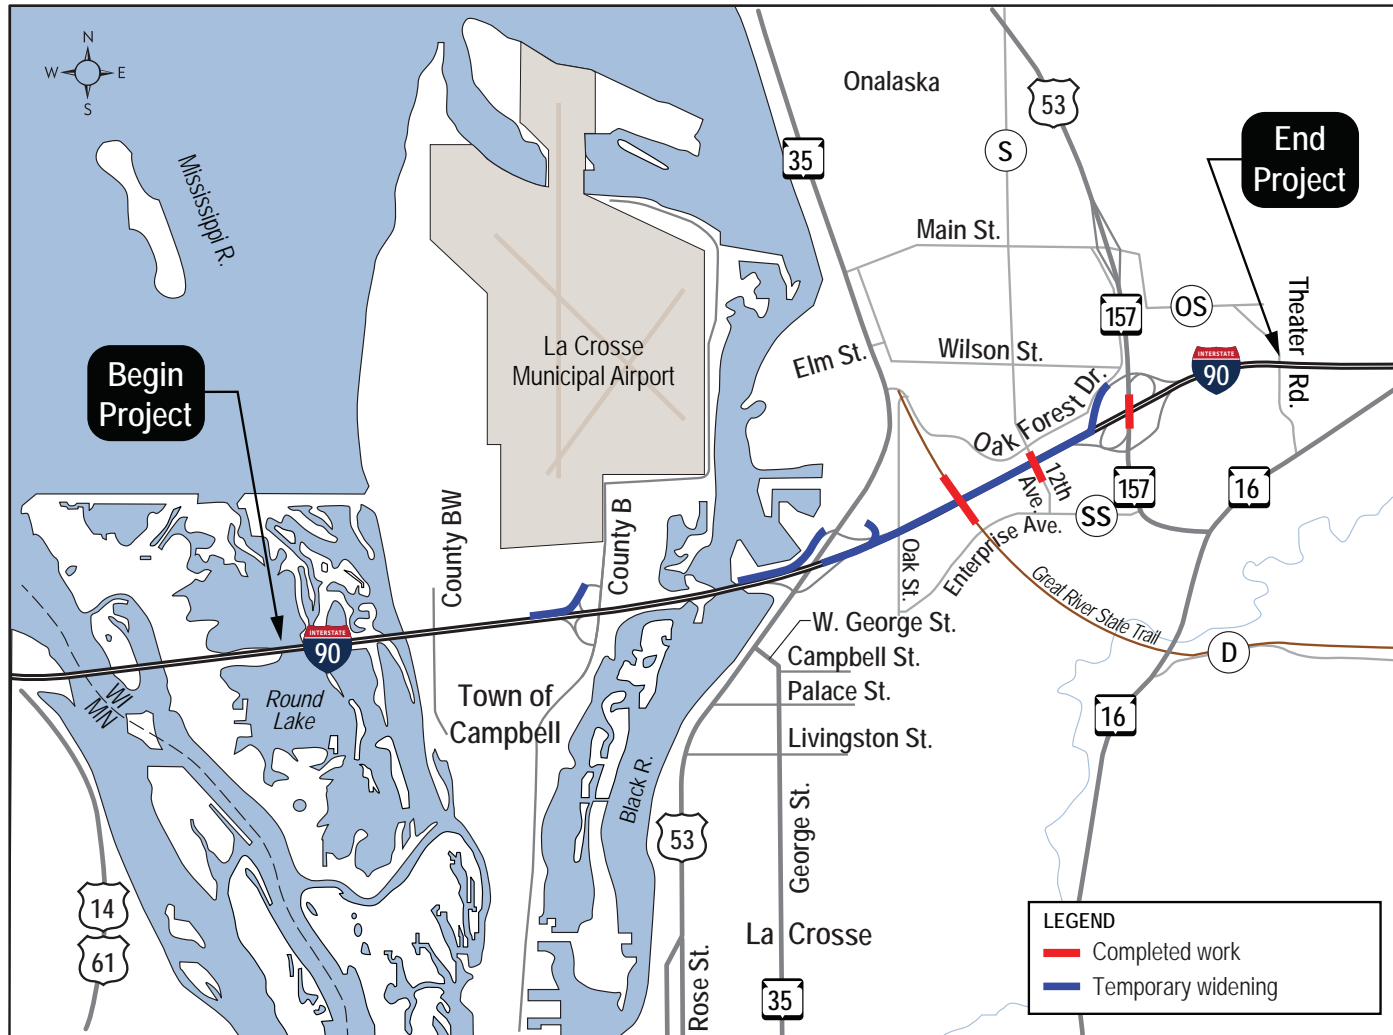 N
W
E
S
Mississippi R.
Onalaska
53
S
35
End
Project
Main St.
Theater Rd.
OS
157
La Crosse
Municipal Airport
Elm St.
Wilson St.
INTERSTATE
90
Begin
Project
Oak Forest Dr.
12th
Ave.
157
16
SS
Enterprise Ave.
Oak St.
County BW
County B
Great River State Trail
INTERSTATE
90
W. George St.
Campbell St.
D
WI
MN
Round
Lake
Town of
Campbell
Palace St.
16
Livingston St.
Black R.
53
George St.
14
61
La Crosse
Rose St.
35
LEGEND
Completed work
Temporary widening